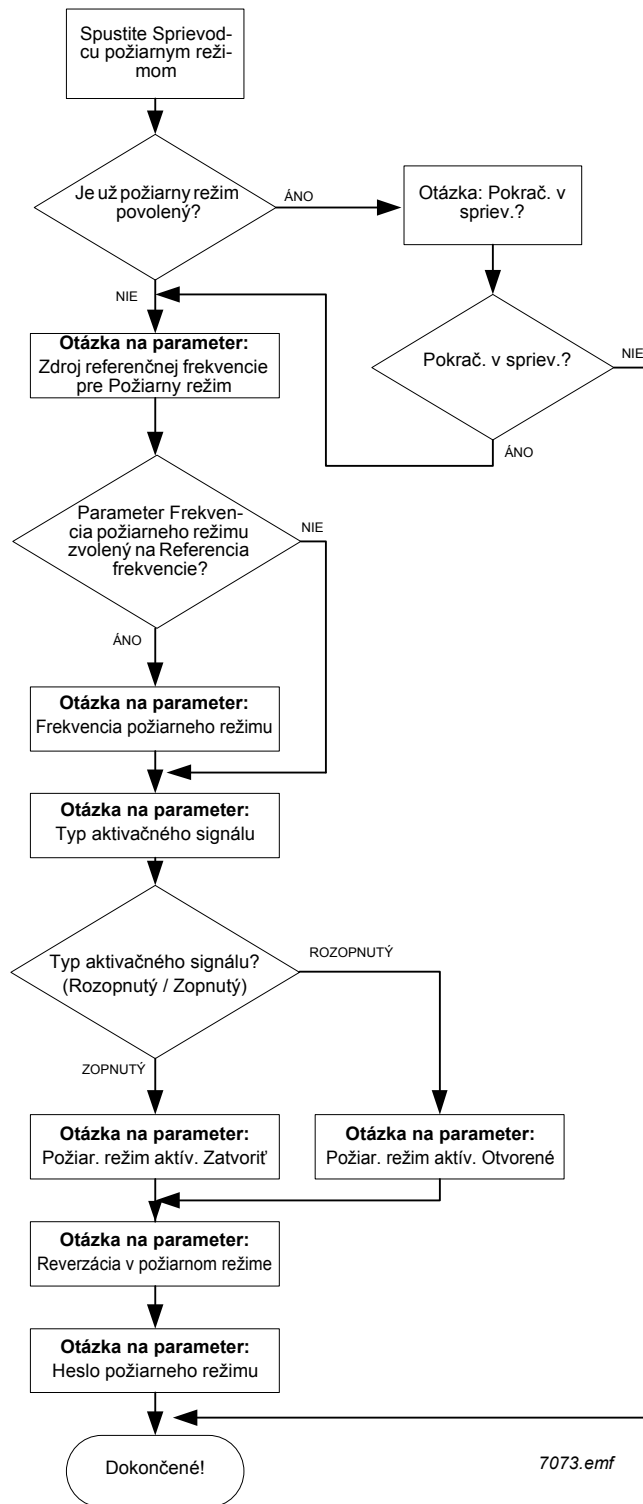 Spustite Sprievod-
cu požiarnym reži-
mom
Je už požiarny režim
povolený?
ÁNO
Otázka: Pokrač. v
spriev.?
NIE
Pokrač. v spriev.?
NIE
ÁNO
Otázka na parameter:
Zdroj referenčnej frekvencie
pre Požiarny režim
Parameter Frekven-
cia požiarneho režimu
zvolený na Referencia
frekvencie?
NIE
ÁNO
Otázka na parameter:
Frekvencia požiarneho režimu
Otázka na parameter:
Typ aktivačného signálu
Typ aktivačného signálu?
(Rozopnutý / Zopnutý)
ROZOPNUTÝ
ZOPNUTÝ
Otázka na parameter:
Požiar. režim aktív. Zatvoriť
Otázka na parameter:
Požiar. režim aktív. Otvorené
Otázka na parameter:
Reverzácia v požiarnom režime
Otázka na parameter:
Heslo požiarneho režimu
Dokončené!
7073.emf